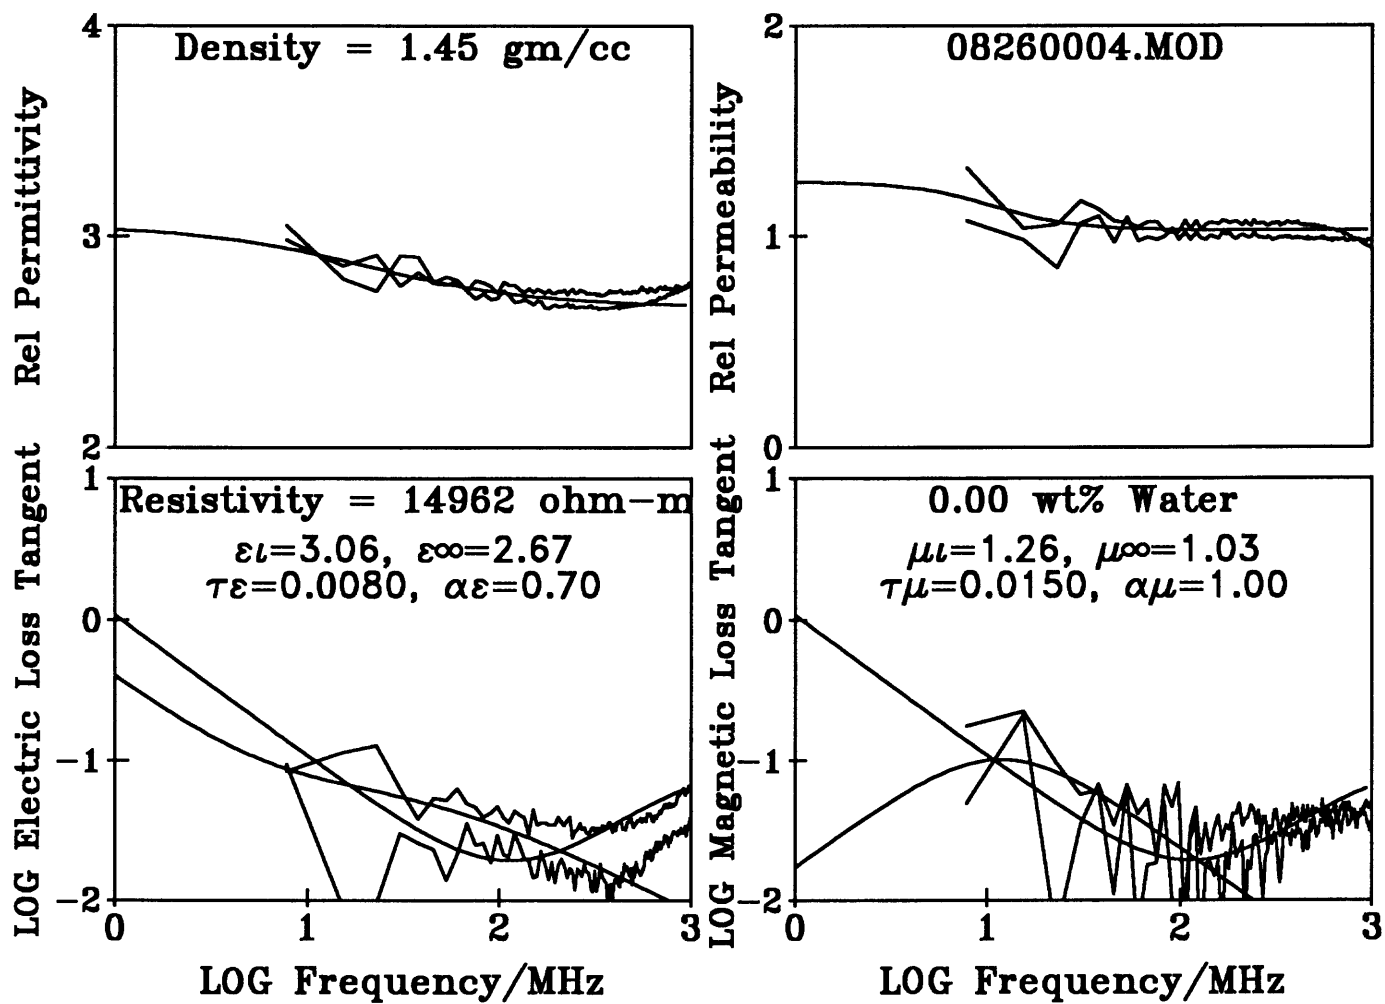 4
Density = 1.45 gm/cc
3
2
Rel Permittivity
2
08260004.MOD
1
0
Rel Permeability
1
Resistivity = 14962 ohm-m
ει=3.06, ε∞=2.67
τε=0.0080, αε=0.70
0
-1
-2
LOG Electric Loss Tangent
0 1 2 3
LOG Frequency/MHz
1
0.00 wt% Water
μι=1.26, μ∞=1.03
τμ=0.0150, αμ=1.00
0
-1
-2
LOG Magnetic Loss Tangent
0 1 2 3
LOG Frequency/MHz